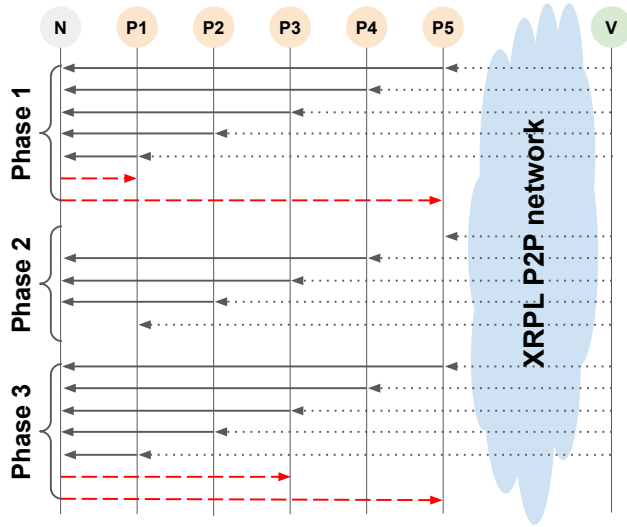 N
P1
P2
P3
P4
P5
V
Phase 1
Phase 2
Phase 3
XRPL P2P network